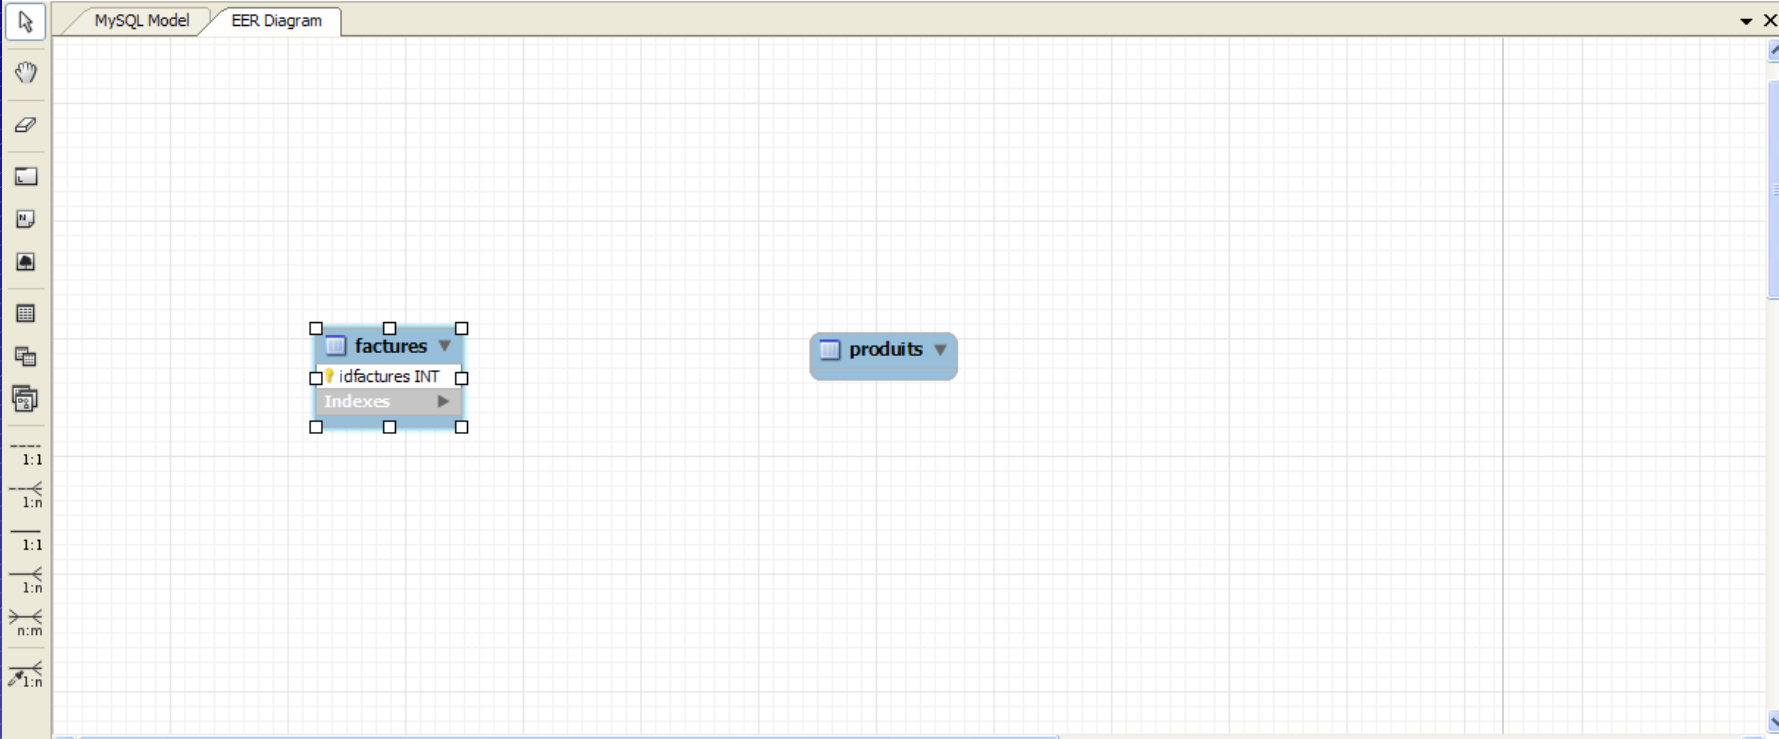 MySQL Model
EER Diagram
factures
idfactures INT
Indexes
produits
1:1
1:n
1:1
1:n
n:m
1:n